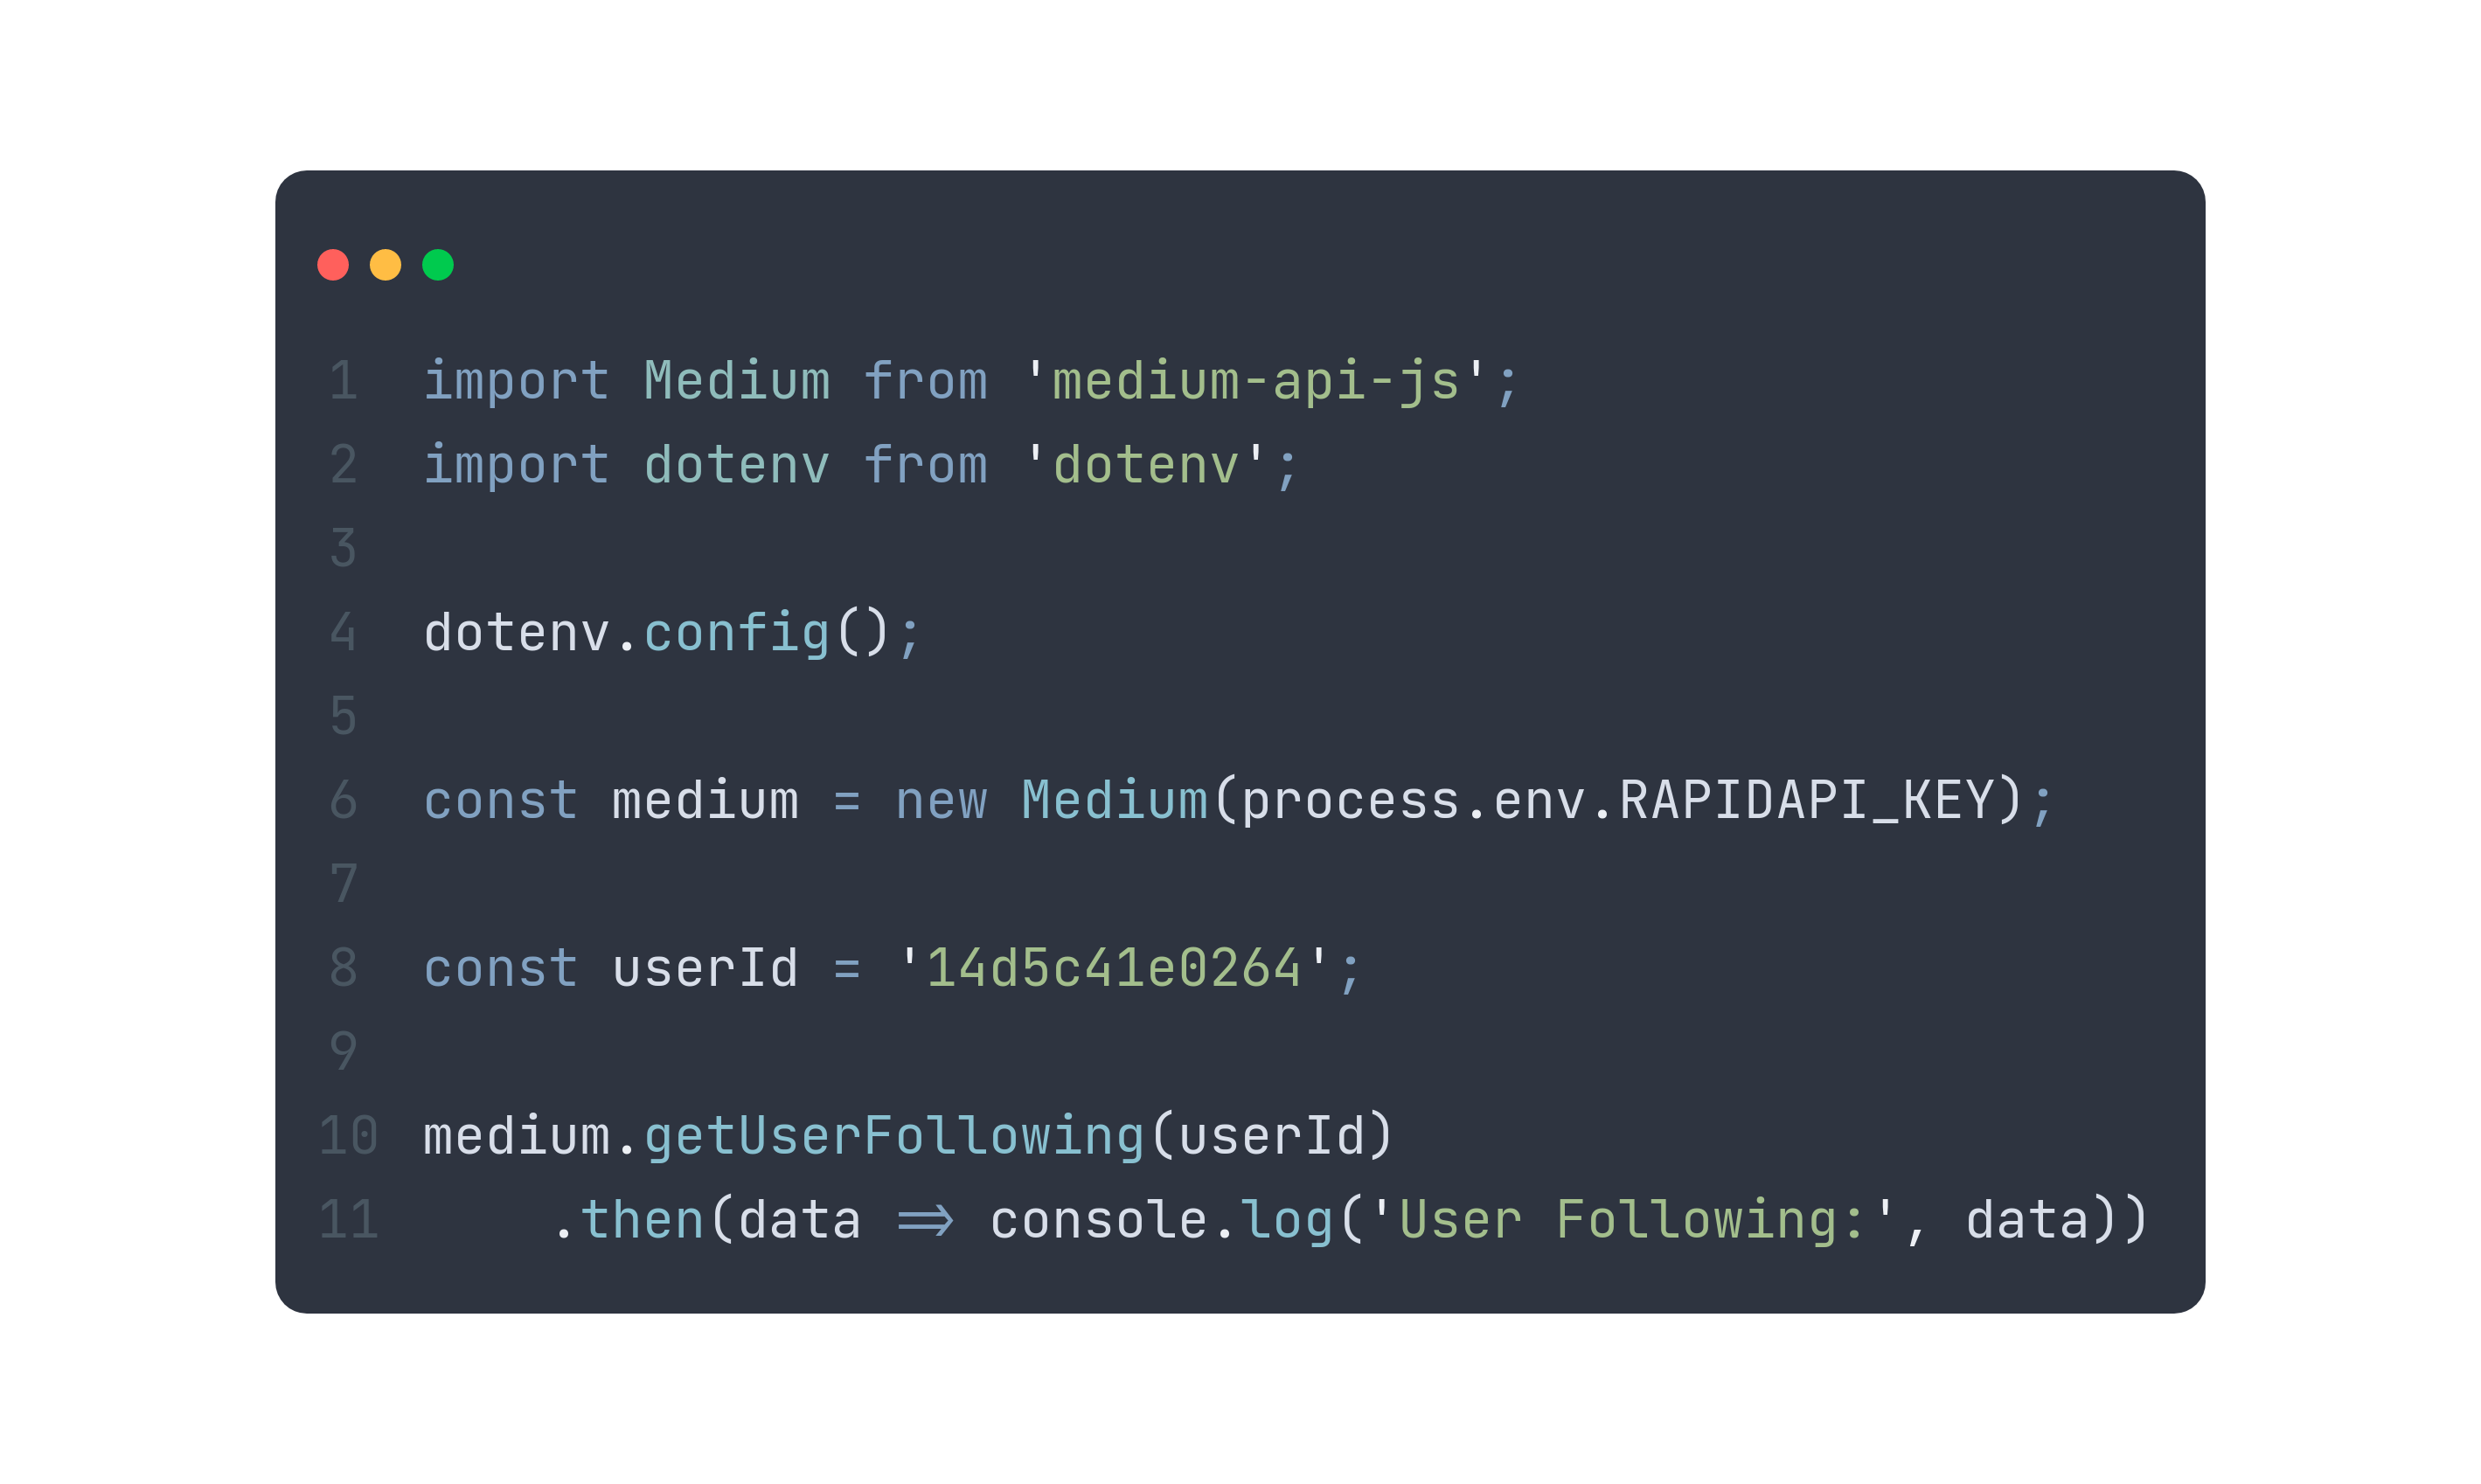 1 import Medium from 'medium-api-js';
2 import dotenv from 'dotenv';
3
4 dotenv.config();
5
6 const medium = new Medium(process.env.RAPIDAPI_KEY);
7
8 const userId = '14d5c41e0264';
9
10 medium.getUserFollowing(userId)
11     .then(data => console.log('User Following:', data))